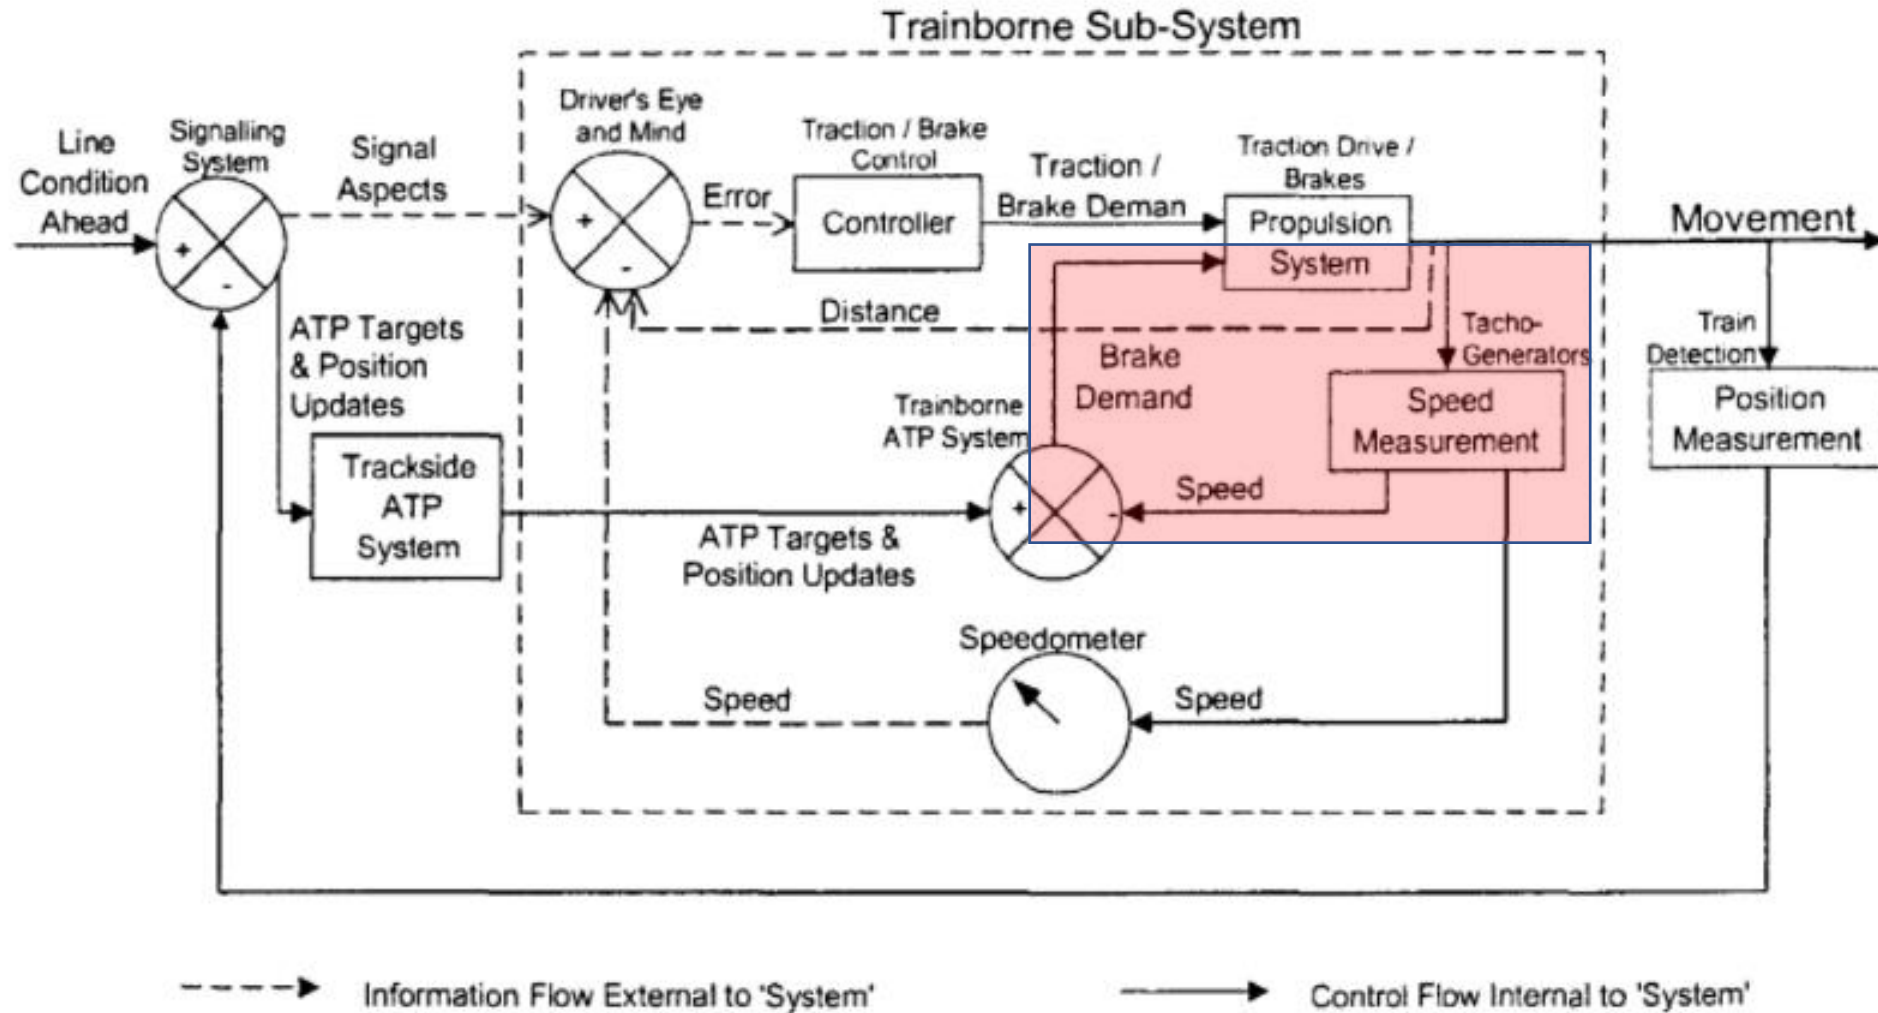 Trainborne Sub-System
Line
Condition
Ahead
Signalling
System
+
-
Signal
Aspects
Driver's Eye
and Mind
+
-
Error
Traction / Brake
Control
Controller
Traction /
Brake Deman
Traction Drive /
Brakes
Propulsion
System
Movement
Distance
Brake
Demand
Tacho-
Generators
Train
Detection
ATP Targets
& Position
Updates
Trainborne
ATP System
+
-
Speed
Measurement
Position
Measurement
Trackside
ATP
System
Speed
ATP Targets &
Position Updates
Speedometer
Speed
Speed
Information Flow External to 'System'
Control Flow Internal to 'System'